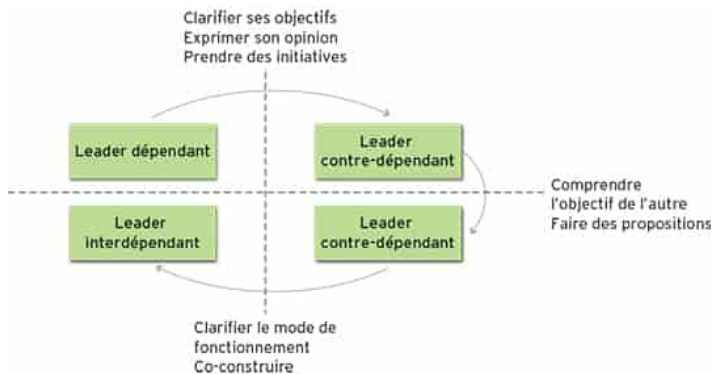 Clarifier ses objectifs
Exprimer son opinion
Prendre des initiatives
Leader dépendant
Leader
contre-dépendant
Comprendre
l'objectif de l'autre
Faire des propositions
Leader
interdépendant
Leader
contre-dépendant
Clarifier le mode de
fonctionnement
Co-construire